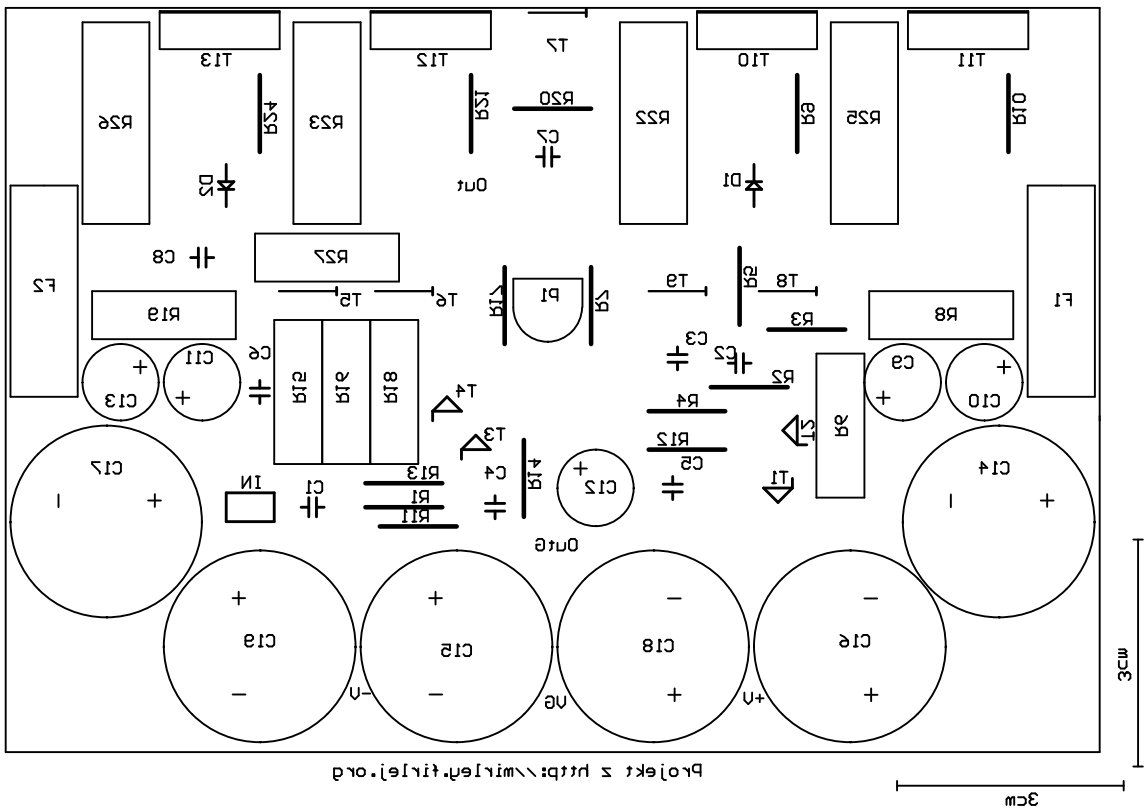 T7
T13
T12
T10
T11
R26
R24
R23
R21
R20
R22
R9
R25
R10
C7
D2
Out
D1
C8
R27
F2
T5
T6
R17
P1
R7
T9
R5
T8
F1
R19
R3
R8
C13
C11
C6
R15
R16
R18
T4
C3
C2
R2
R4
C9
C10
R6
T2
R12
T3
C17
R13
C4
R14
C12
C5
T1
C14
IN
C1
R1
R11
OutG
C19
C15
C18
C16
V-
VG
V+
3cm
Projekt z http://mirley.firlej.org
3cm